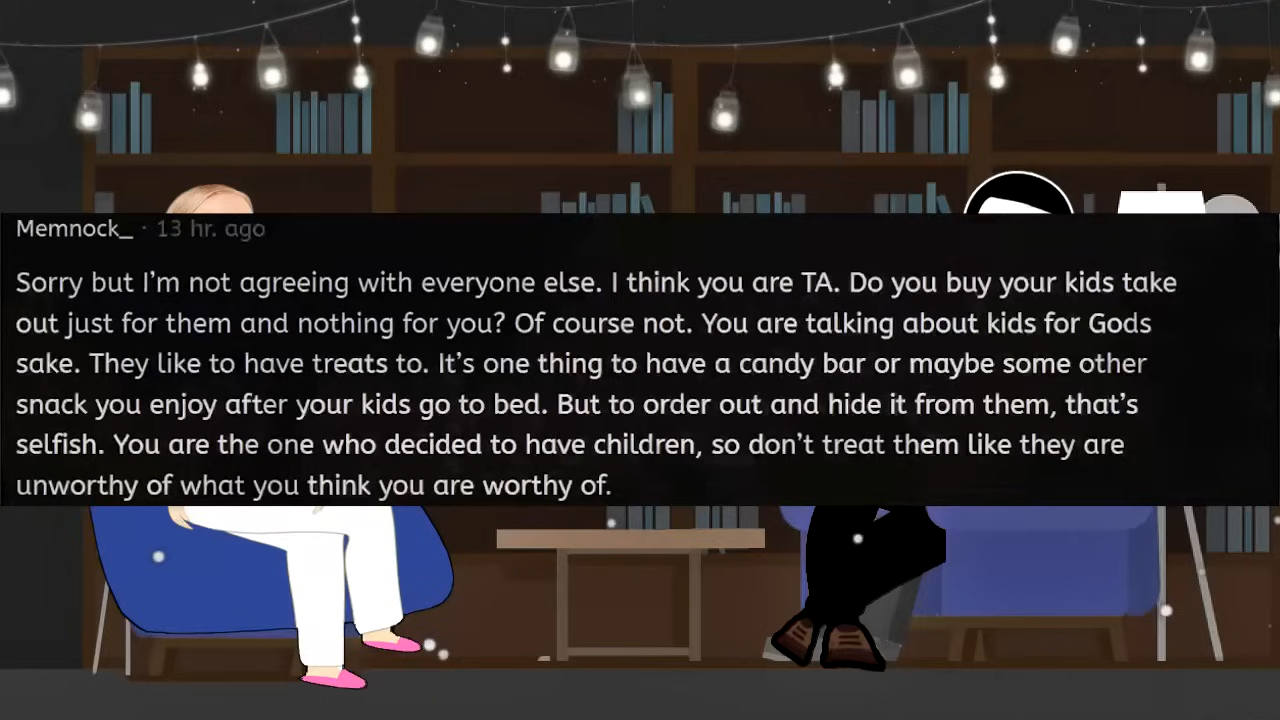 Memnock_ · 13 hr. ago
Sorry but I’m not agreeing with everyone else. I think you are TA. Do you buy your kids take
out just for them and nothing for you? Of course not. You are talking about kids for Gods
sake. They like to have treats to. It’s one thing to have a candy bar or maybe some other
snack you enjoy after your kids go to bed. But to order out and hide it from them, that’s
selfish. You are the one who decided to have children, so don’t treat them like they are
unworthy of what you think you are worthy of.